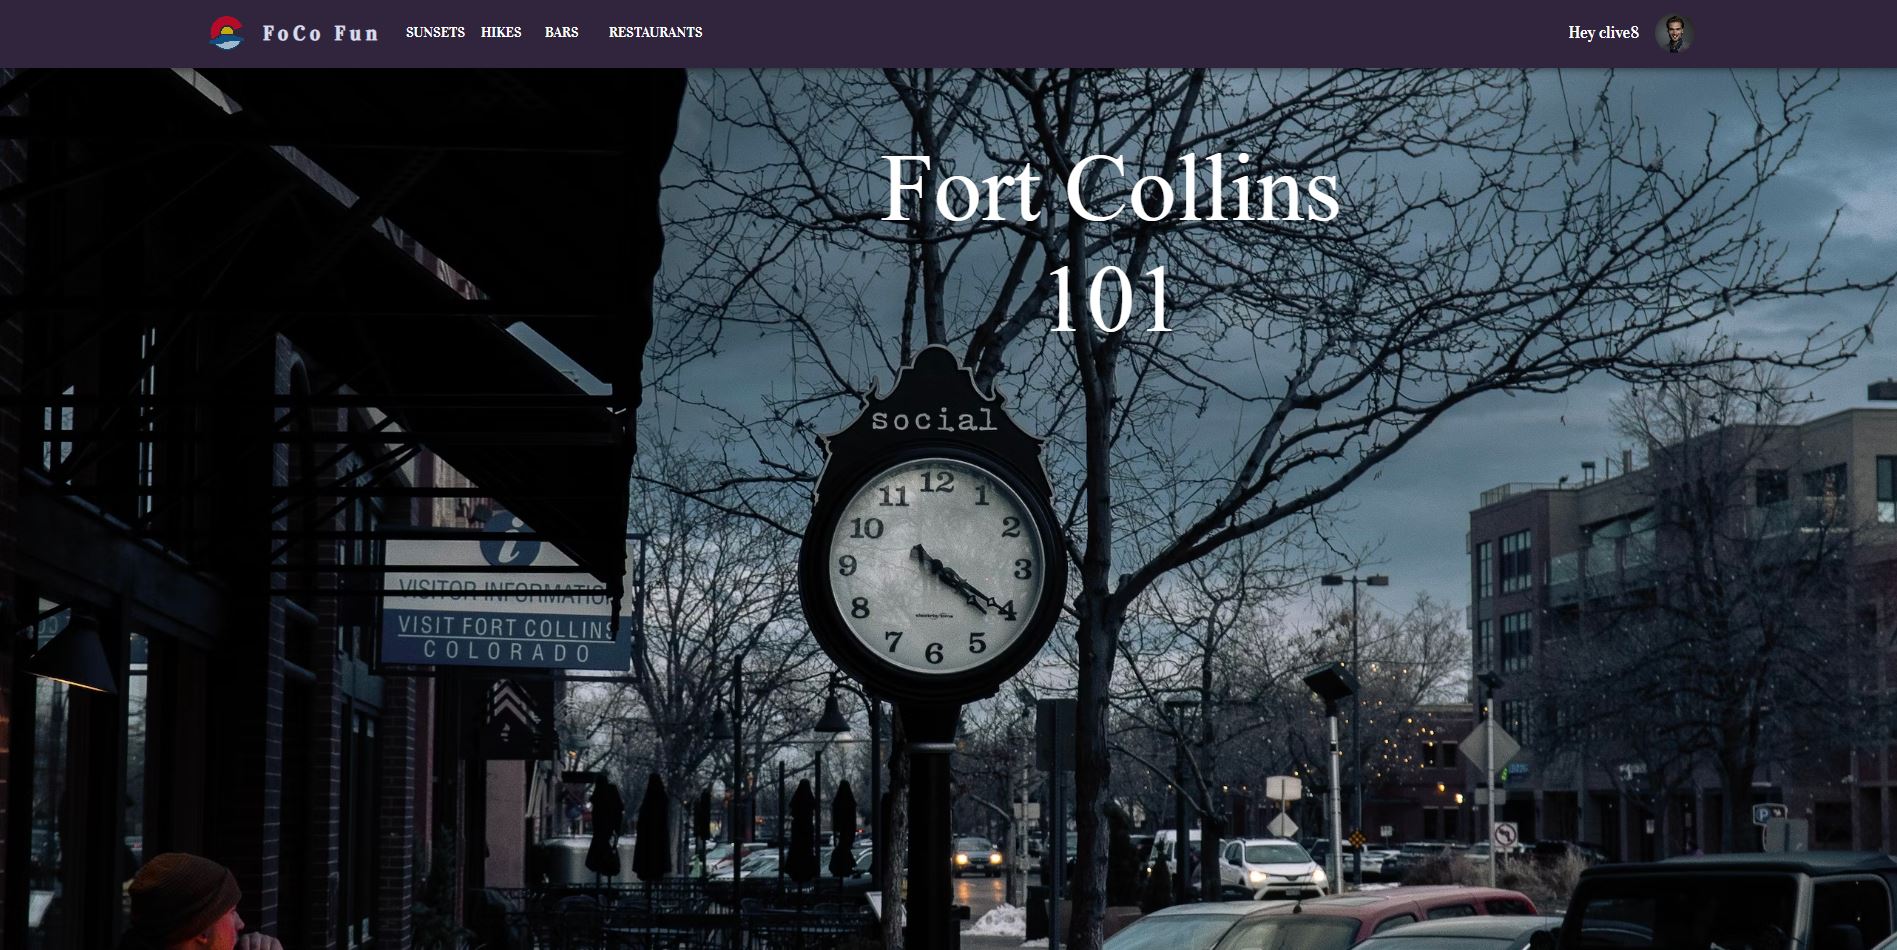 FoCo Fun SUNSETS HIKES BARS RESTAURANTS Hey clive8
Fort Collins
101
social
12
11 1
10 2
9 3
8 4
7 5
6
i
VISITOR INFORMATION
VISIT FORT COLLINS
COLORADO
P